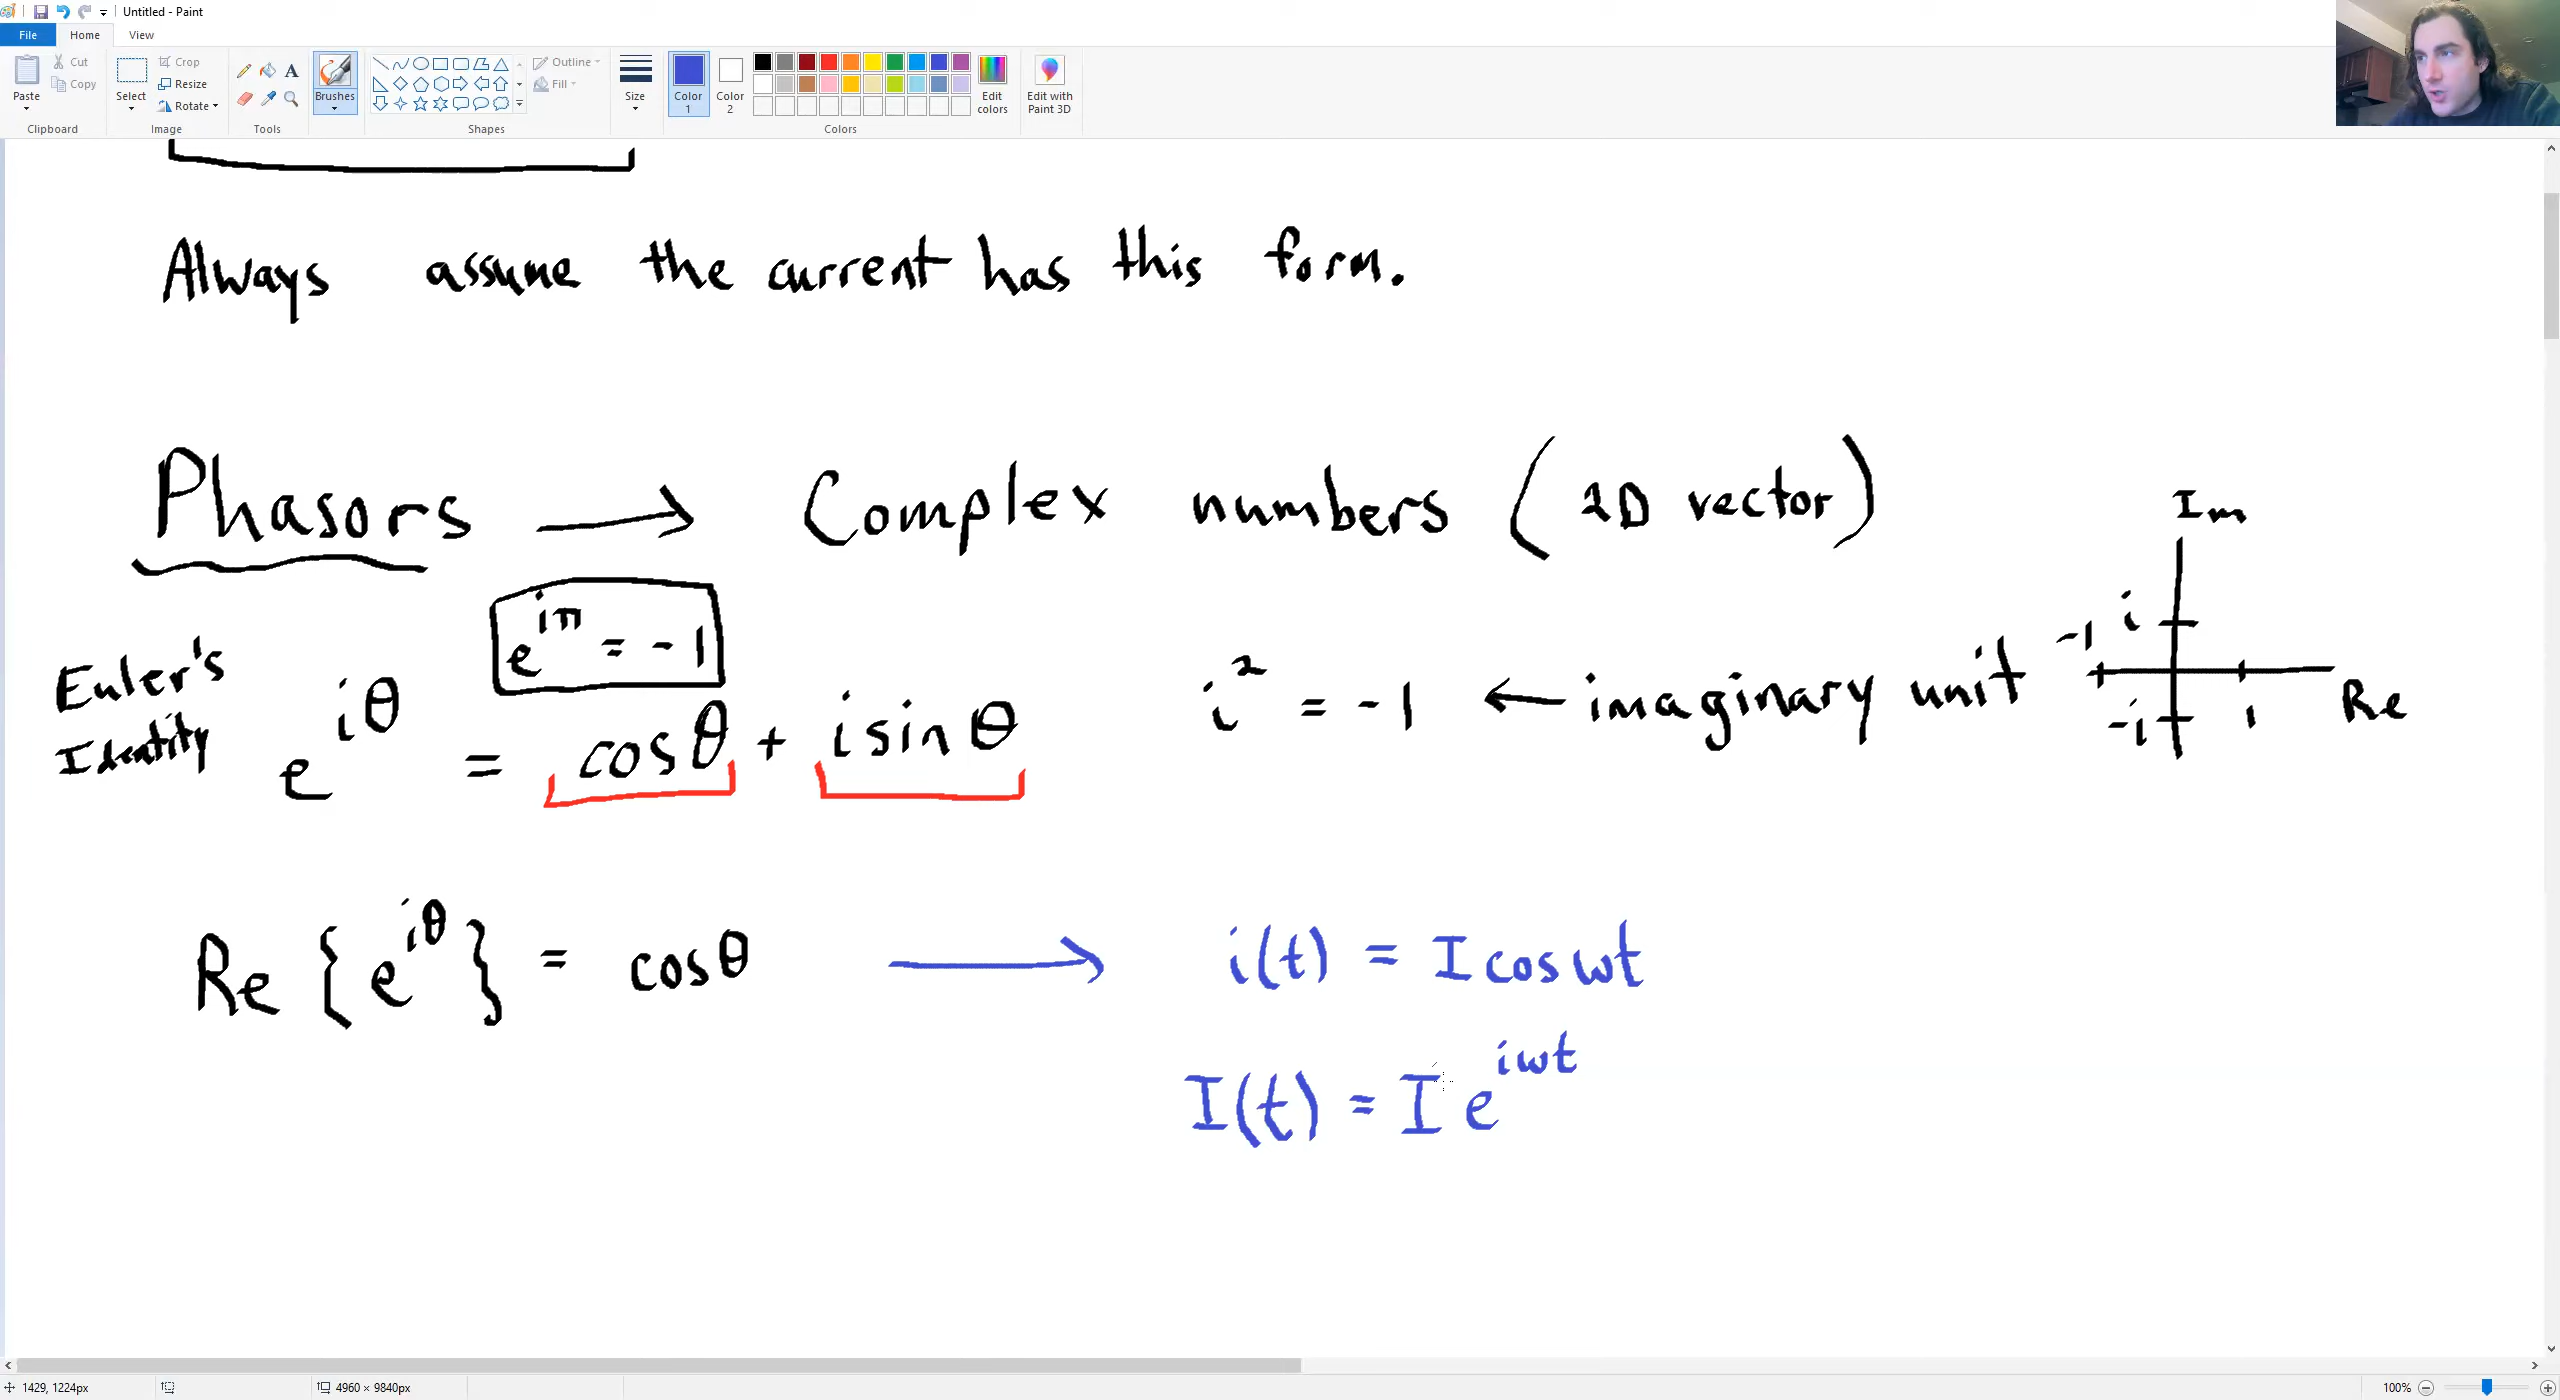 Untitled - Paint
File Home View
Paste Cut Copy Select Crop Resize Rotate Brushes Outline Fill Size Color 1 Color 2 Edit colors Edit with Paint 3D
Clipboard Image Tools Shapes Colors
Always assume the current has this form.
Phasors → Complex numbers (2D vector)
Im
e^{iπ} = -1
Euler's Identity e^{iθ} = cosθ + i sinθ
i² = -1 ← imaginary unit
-1 i -i 1 Re
Re {e^{iθ}} = cosθ → i(t) = I cos ωt
I(t) = I e^{iωt}
1429, 1224px 4960 × 9840px 100%